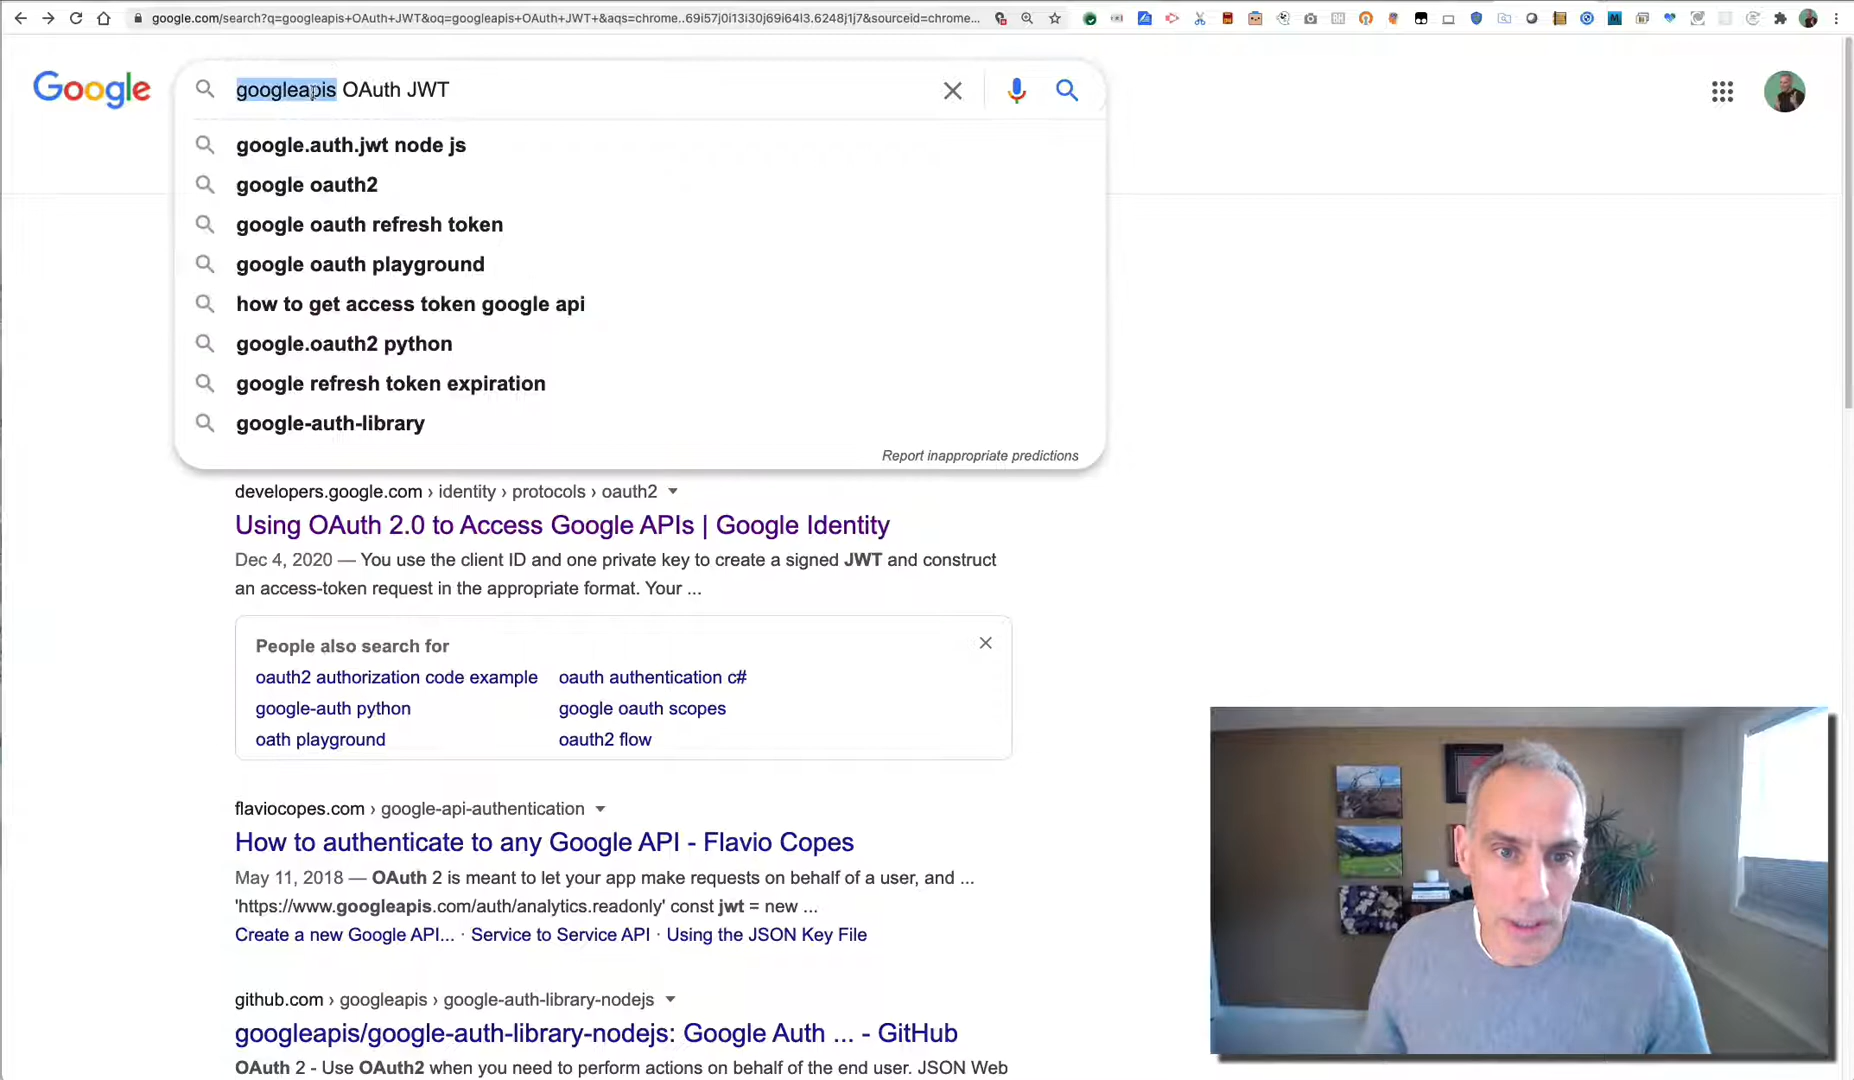 google.com/search?q=googleapis+OAuth+JWT&oq=googleapis+OAuth+JWT+&aqs=chrome..69i57j0i13i30j69i64l3.6248j1j7&sourceid=chrome...
Google
googleapis OAuth JWT
google.auth.jwt node js
google oauth2
google oauth refresh token
google oauth playground
how to get access token google api
google.oauth2 python
google refresh token expiration
google-auth-library
Report inappropriate predictions
developers.google.com › identity › protocols › oauth2
Using OAuth 2.0 to Access Google APIs | Google Identity
Dec 4, 2020 — You use the client ID and one private key to create a signed JWT and construct
an access-token request in the appropriate format. Your ...
People also search for
oauth2 authorization code example oauth authentication c#
google-auth python google oauth scopes
oath playground oauth2 flow
flaviocopes.com › google-api-authentication
How to authenticate to any Google API - Flavio Copes
May 11, 2018 — OAuth 2 is meant to let your app make requests on behalf of a user, and ...
'https://www.googleapis.com/auth/analytics.readonly' const jwt = new ...
Create a new Google API... · Service to Service API · Using the JSON Key File
github.com › googleapis › google-auth-library-nodejs
googleapis/google-auth-library-nodejs: Google Auth ... - GitHub
OAuth 2 - Use OAuth2 when you need to perform actions on behalf of the end user. JSON Web